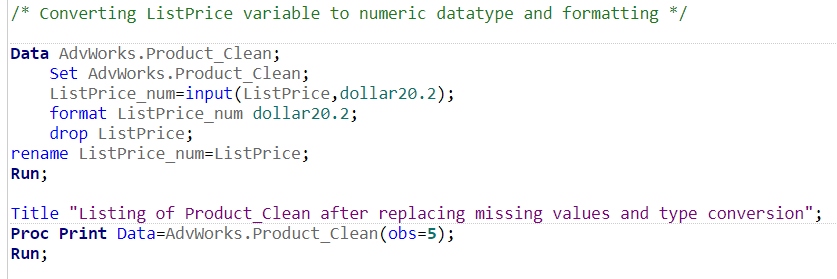 /* Converting ListPrice variable to numeric datatype and formatting */
Data AdvWorks.Product_Clean;
Set AdvWorks.Product_Clean;
ListPrice_num=input(ListPrice,dollar20.2);
format ListPrice_num dollar20.2;
drop ListPrice;
rename ListPrice_num=ListPrice;
Run;
Title "Listing of Product_Clean after replacing missing values and type conversion";
Proc Print Data=AdvWorks.Product_Clean(obs=5);
Run;